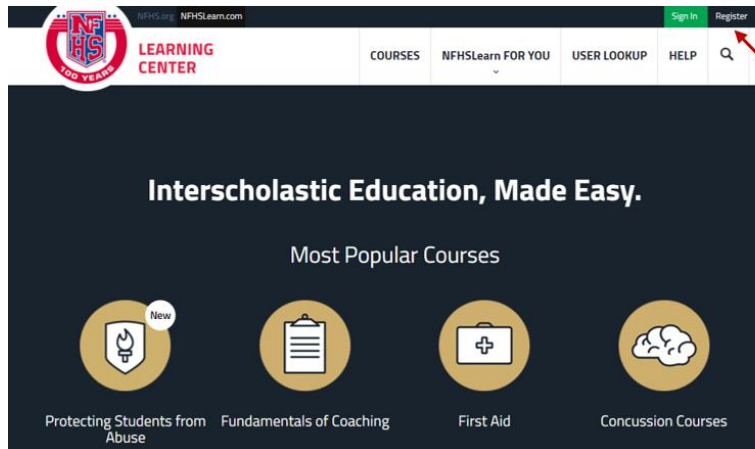 NFHS.org NFHSLearn.com Sign In Register
NFHS
100 YEARS
LEARNING
CENTER
COURSES NFHSLearn FOR YOU USER LOOKUP HELP
Interscholastic Education, Made Easy.
Most Popular Courses
New
Protecting Students from
Abuse
Fundamentals of Coaching
First Aid
Concussion Courses